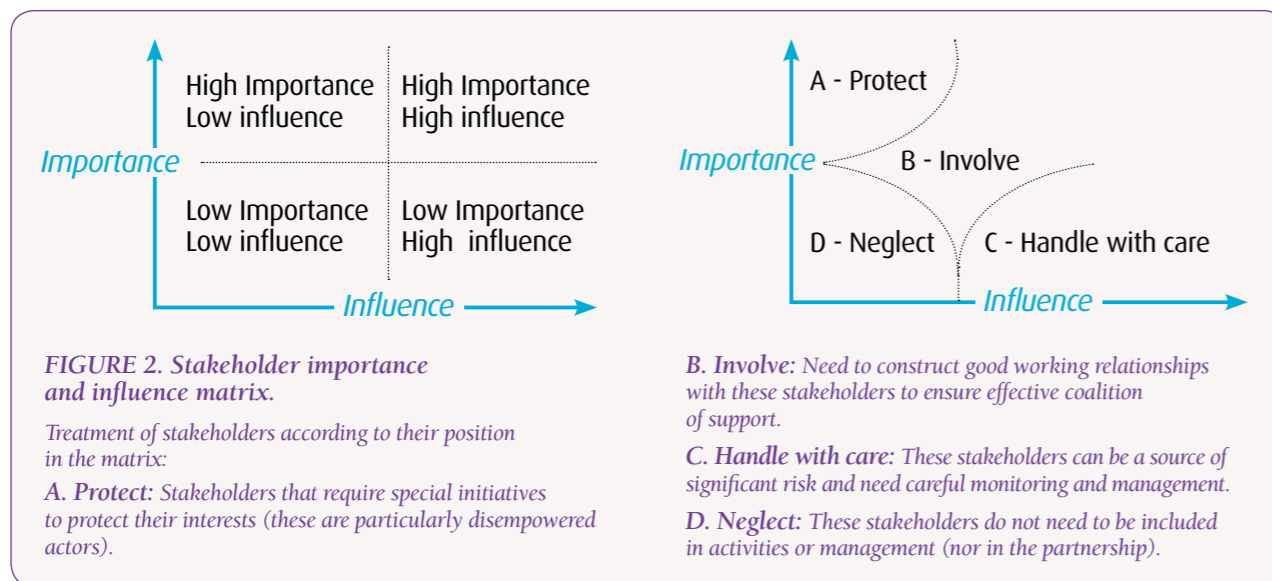 High Importance
Low influence
High Importance
High influence
Importance
Low Importance
Low influence
Low Importance
High influence
Influence
A - Protect
Importance
B - Involve
D - Neglect
C - Handle with care
Influence
FIGURE 2. Stakeholder importance
and influence matrix.
Treatment of stakeholders according to their position
in the matrix:
A. Protect: Stakeholders that require special initiatives
to protect their interests (these are particularly disempowered
actors).
B. Involve: Need to construct good working relationships
with these stakeholders to ensure effective coalition
of support.
C. Handle with care: These stakeholders can be a source of
significant risk and need careful monitoring and management.
D. Neglect: These stakeholders do not need to be included
in activities or management (nor in the partnership).